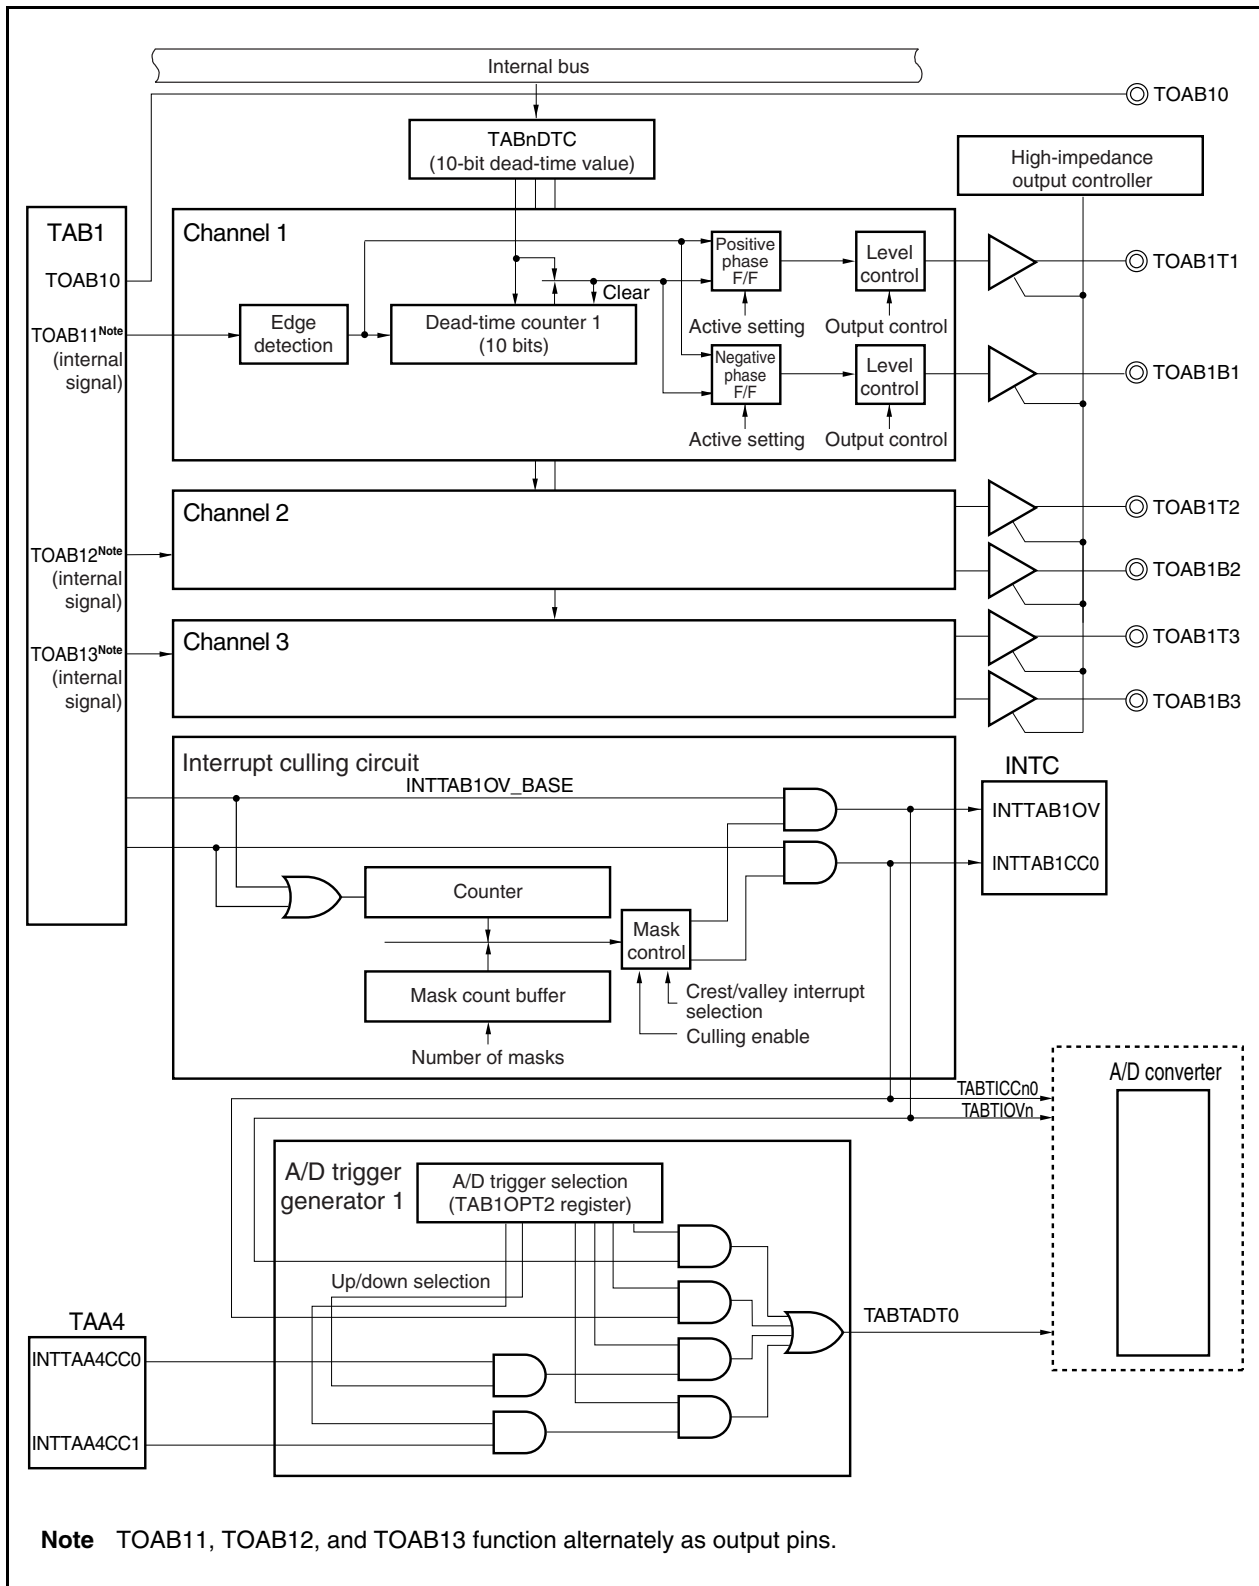 Internal bus
TOAB10
TABnDTC
(10-bit dead-time value)
High-impedance
output controller
TAB1
TOAB10
TOAB11Note
(internal
signal)
TOAB12Note
(internal
signal)
TOAB13Note
(internal
signal)
Channel 1
Edge
detection
Dead-time counter 1
(10 bits)
Clear
Positive
phase
F/F
Level
control
Active setting
Output control
Negative
phase
F/F
Level
control
Active setting
Output control
TOAB1T1
TOAB1B1
Channel 2
TOAB1T2
TOAB1B2
Channel 3
TOAB1T3
TOAB1B3
Interrupt culling circuit
INTTAB1OV_BASE
Counter
Mask count buffer
Number of masks
Mask
control
Crest/valley interrupt
selection
Culling enable
INTC
INTTAB1OV
INTTAB1CC0
TABTICCn0
TABTIOVn
A/D converter
A/D trigger
generator 1
A/D trigger selection
(TAB1OPT2 register)
Up/down selection
TABTADT0
TAA4
INTTAA4CC0
INTTAA4CC1
Note TOAB11, TOAB12, and TOAB13 function alternately as output pins.